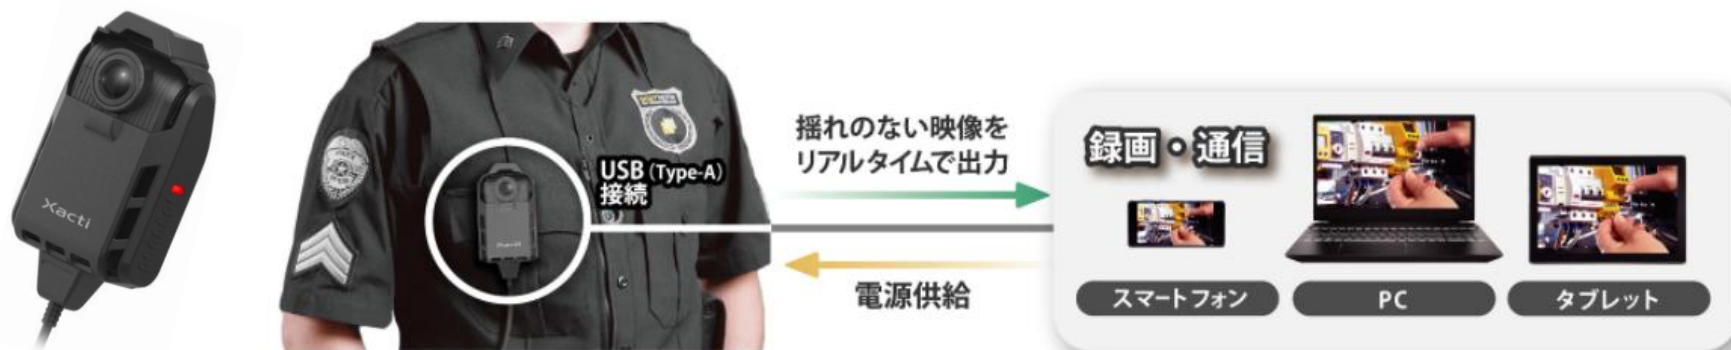 Xacti
USB（Type-A）
接続
揺れのない映像を
リアルタイムで出力
電源供給
録画・通信
スマートフォン
PC
タブレット